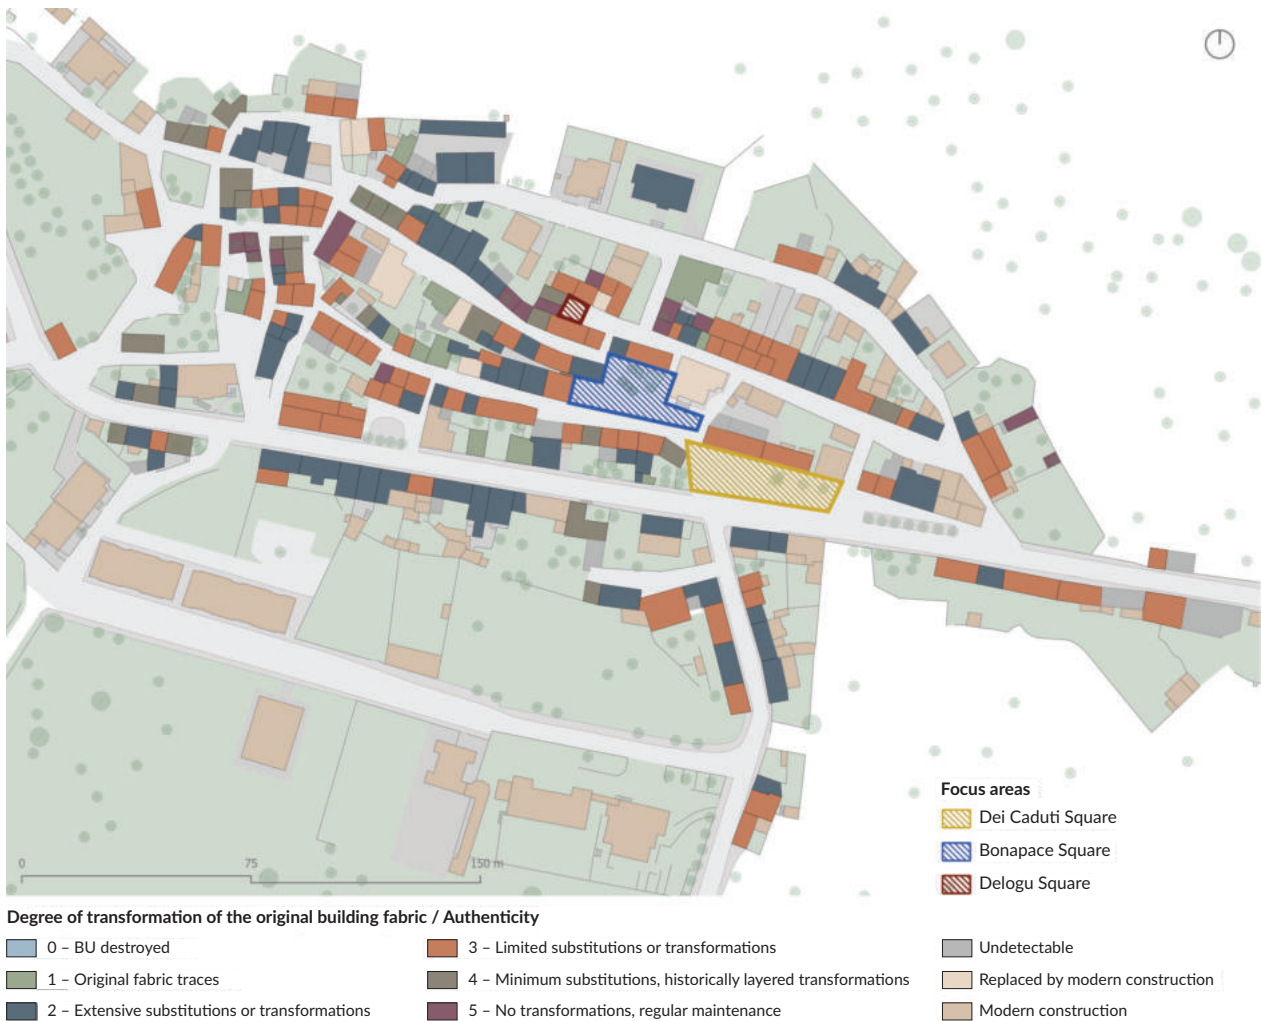 Focus areas
Dei Caduti Square
Bonapace Square
Delogu Square
0 75 150 m
Degree of transformation of the original building fabric / Authenticity
0 – BU destroyed
1 – Original fabric traces
2 – Extensive substitutions or transformations
3 – Limited substitutions or transformations
4 – Minimum substitutions, historically layered transformations
5 – No transformations, regular maintenance
Undetectable
Replaced by modern construction
Modern construction